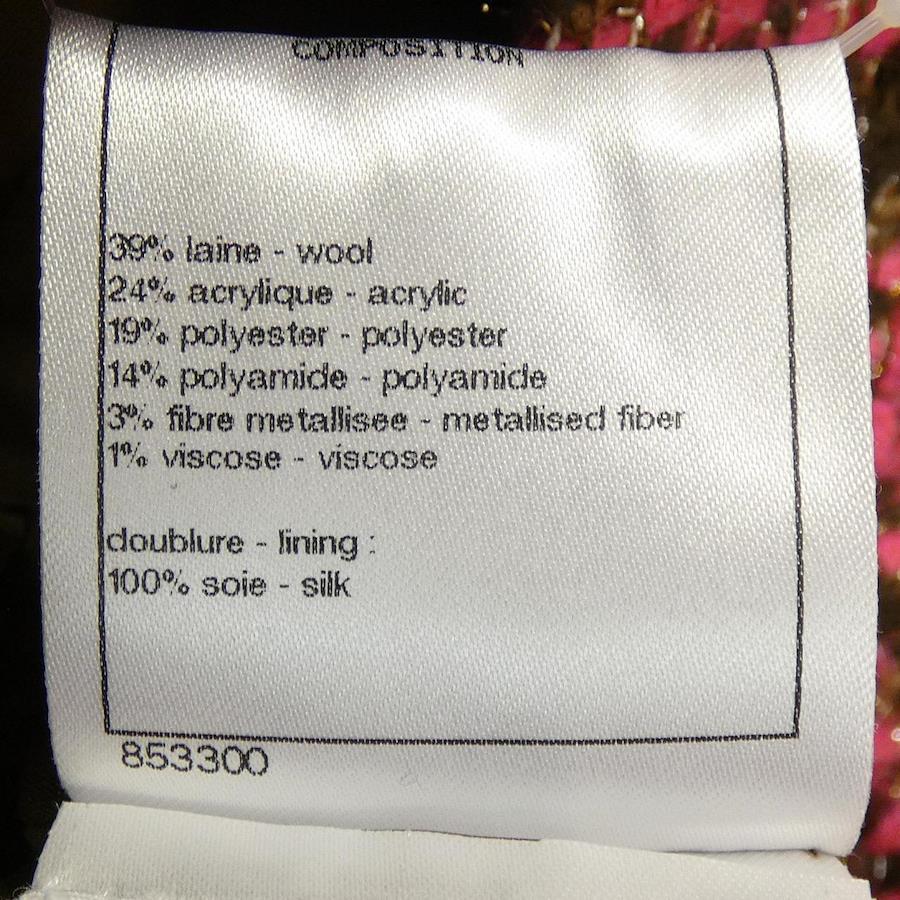 COMPOSITION
39% laine - wool
24% acrylique - acrylic
19% polyester - polyester
14% polyamide - polyamide
3% fibre metallisee - metallised fiber
1% viscose - viscose
doublure - lining :
100% soie - silk
853300